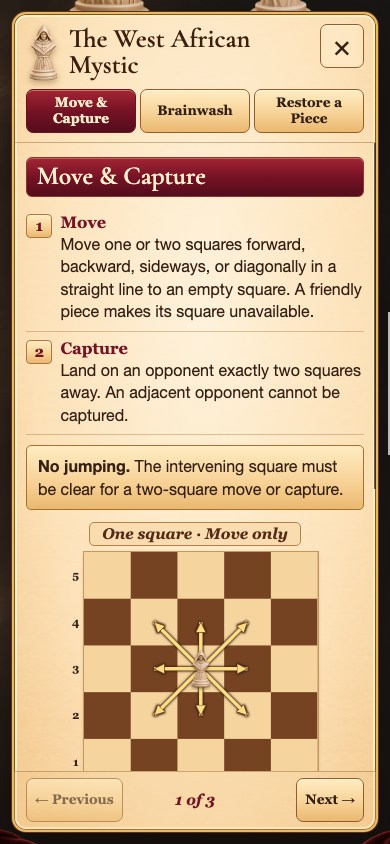 The West African
Mystic
×
Move &
Capture
Brainwash
Restore a
Piece
Move & Capture
1
Move
Move one or two squares forward,
backward, sideways, or diagonally in a
straight line to an empty square. A friendly
piece makes its square unavailable.
2
Capture
Land on an opponent exactly two squares
away. An adjacent opponent cannot be
captured.
No jumping. The intervening square must
be clear for a two-square move or capture.
One square · Move only
5
4
3
2
1
← Previous
1 of 3
Next →